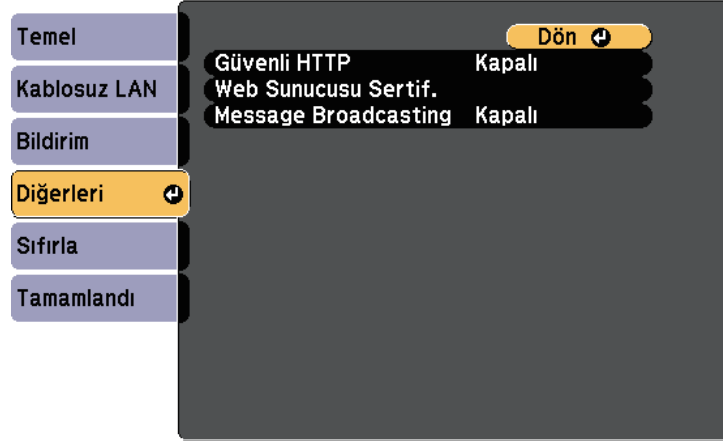 Temel
Kablosuz LAN
Bildirim
Diğerleri
Sıfırla
Tamamlandı
Dön
Güvenli HTTP Kapalı
Web Sunucusu Sertif.
Message Broadcasting Kapalı